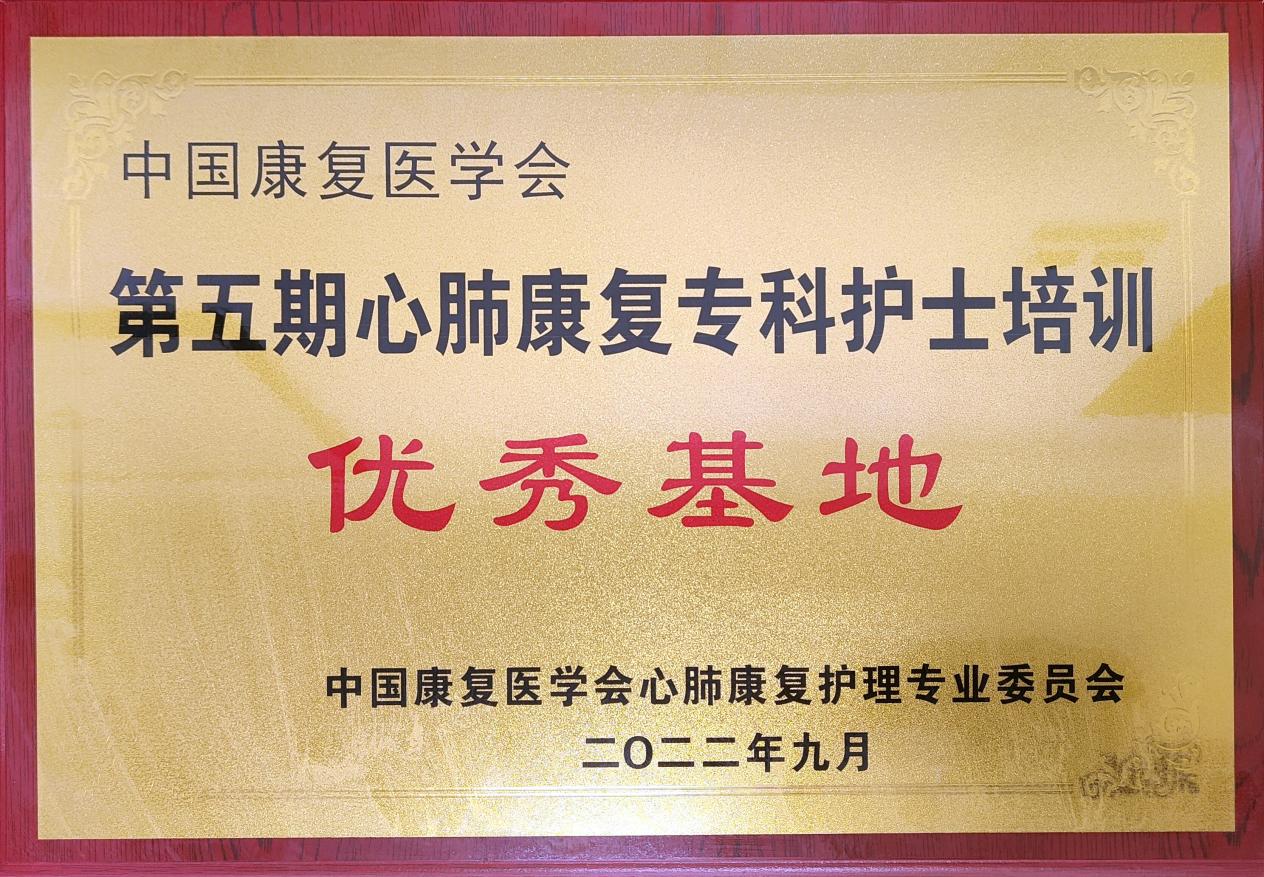 中国康复医学会
第五期心肺康复专科护士培训
优秀基地
中国康复医学会心肺康复护理专业委员会
二〇二二年九月